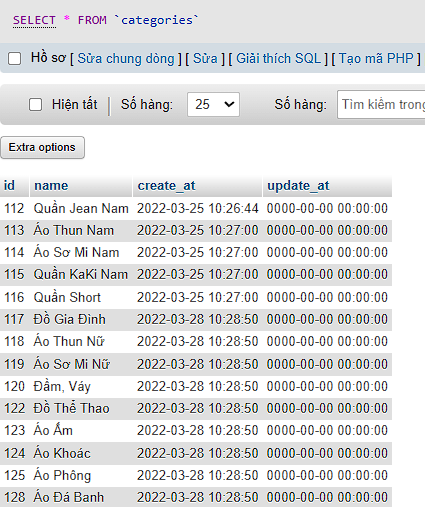 SELECT * FROM `categories`
Hồ sơ [ Sửa chung dòng ] [ Sửa ] [ Giải thích SQL ] [ Tạo mã PHP ]
Hiện tất | Số hàng: 25 Số hàng: Tìm kiếm trong
Extra options
id name create_at update_at
112 Quần Jean Nam 2022-03-25 10:26:44 0000-00-00 00:00:00
113 Áo Thun Nam 2022-03-25 10:27:00 0000-00-00 00:00:00
114 Áo Sơ Mi Nam 2022-03-25 10:27:00 0000-00-00 00:00:00
115 Quần KaKi Nam 2022-03-25 10:27:00 0000-00-00 00:00:00
116 Quần Short 2022-03-25 10:27:00 0000-00-00 00:00:00
117 Đồ Gia Đình 2022-03-28 10:28:50 0000-00-00 00:00:00
118 Áo Thun Nữ 2022-03-28 10:28:50 0000-00-00 00:00:00
119 Áo Sơ Mi Nữ 2022-03-28 10:28:50 0000-00-00 00:00:00
120 Đầm, Váy 2022-03-28 10:28:50 0000-00-00 00:00:00
122 Đồ Thể Thao 2022-03-28 10:28:50 0000-00-00 00:00:00
123 Áo Ấm 2022-03-28 10:28:50 0000-00-00 00:00:00
124 Áo Khoác 2022-03-28 10:28:50 0000-00-00 00:00:00
125 Áo Phông 2022-03-28 10:28:50 0000-00-00 00:00:00
128 Áo Đá Banh 2022-03-28 10:28:50 0000-00-00 00:00:00